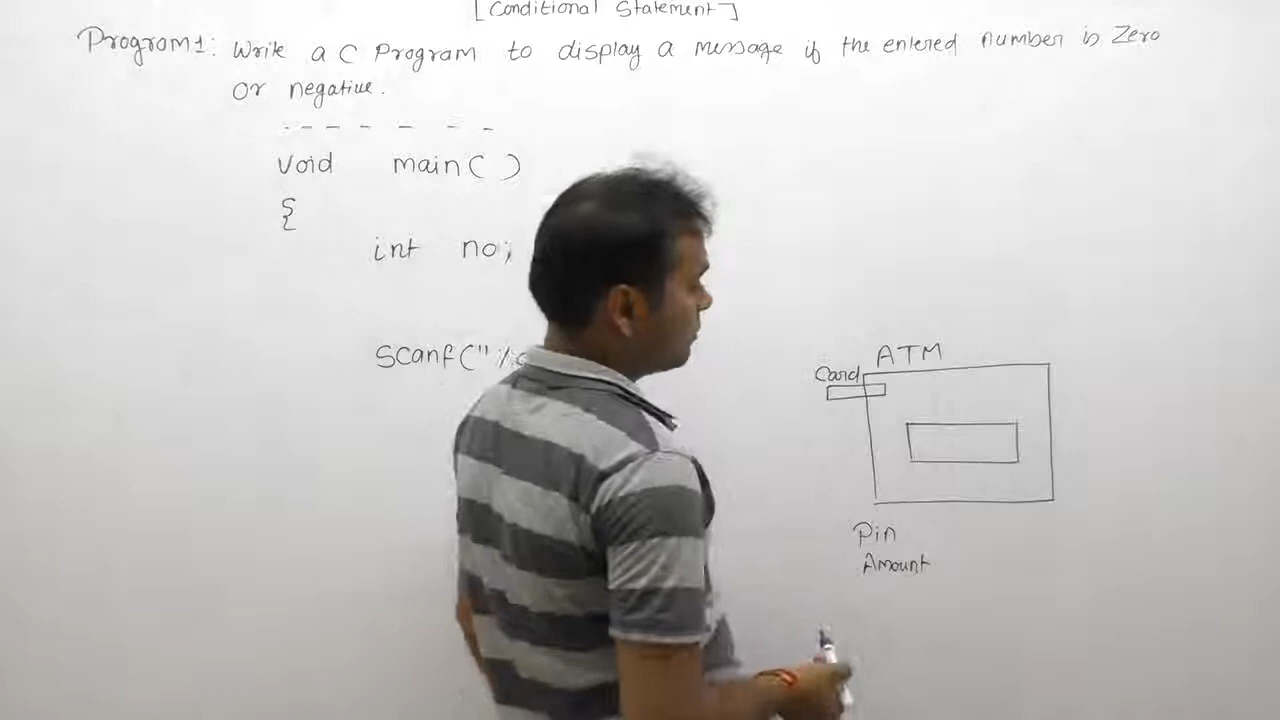 [Conditional Statement]
Program1: Write a C Program to display a Message if the entered number is Zero
or negative.
void main( )
{
int no;
scanf("%
ATM
Card
Pin
Amount